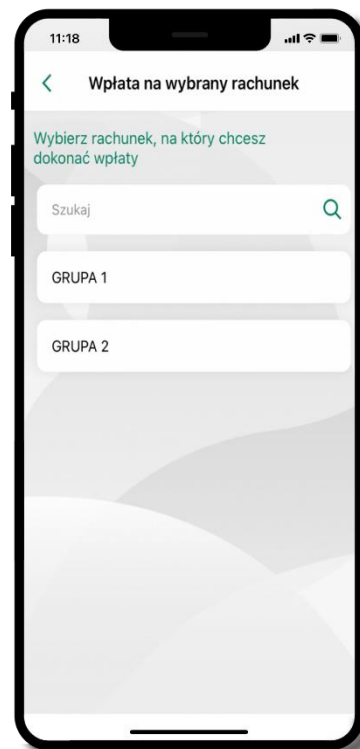 11:18
Wpłata na wybrany rachunek
Wybierz rachunek, na który chcesz
dokonać wpłaty
Szukaj
GRUPA 1
GRUPA 2